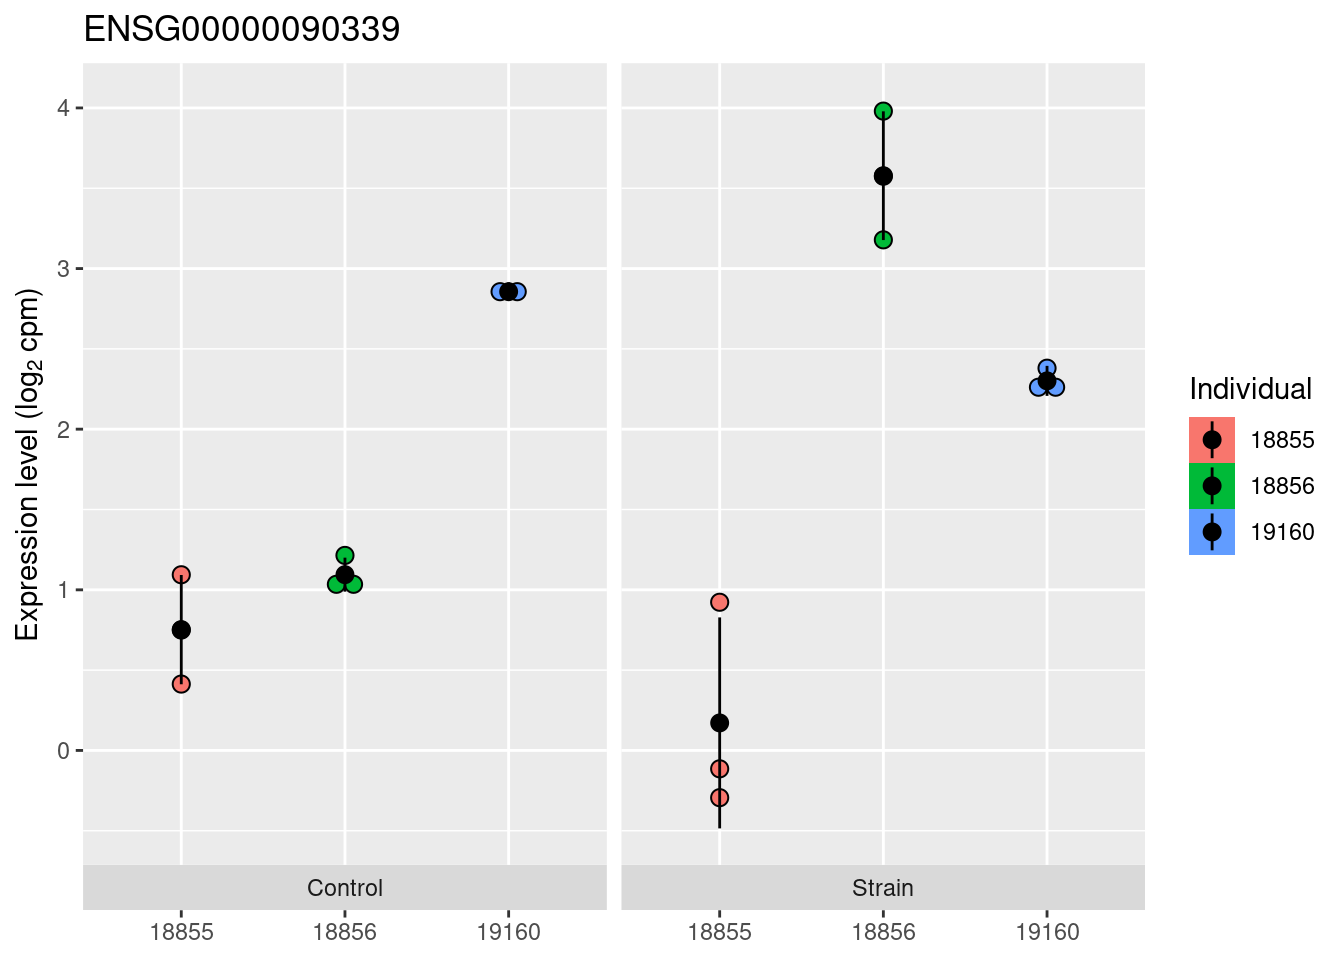 ENSG00000090339
Expression level (log2 cpm)
4
3
2
1
0
Control
Strain
18855
18856
19160
18855
18856
19160
Individual
18855
18856
19160